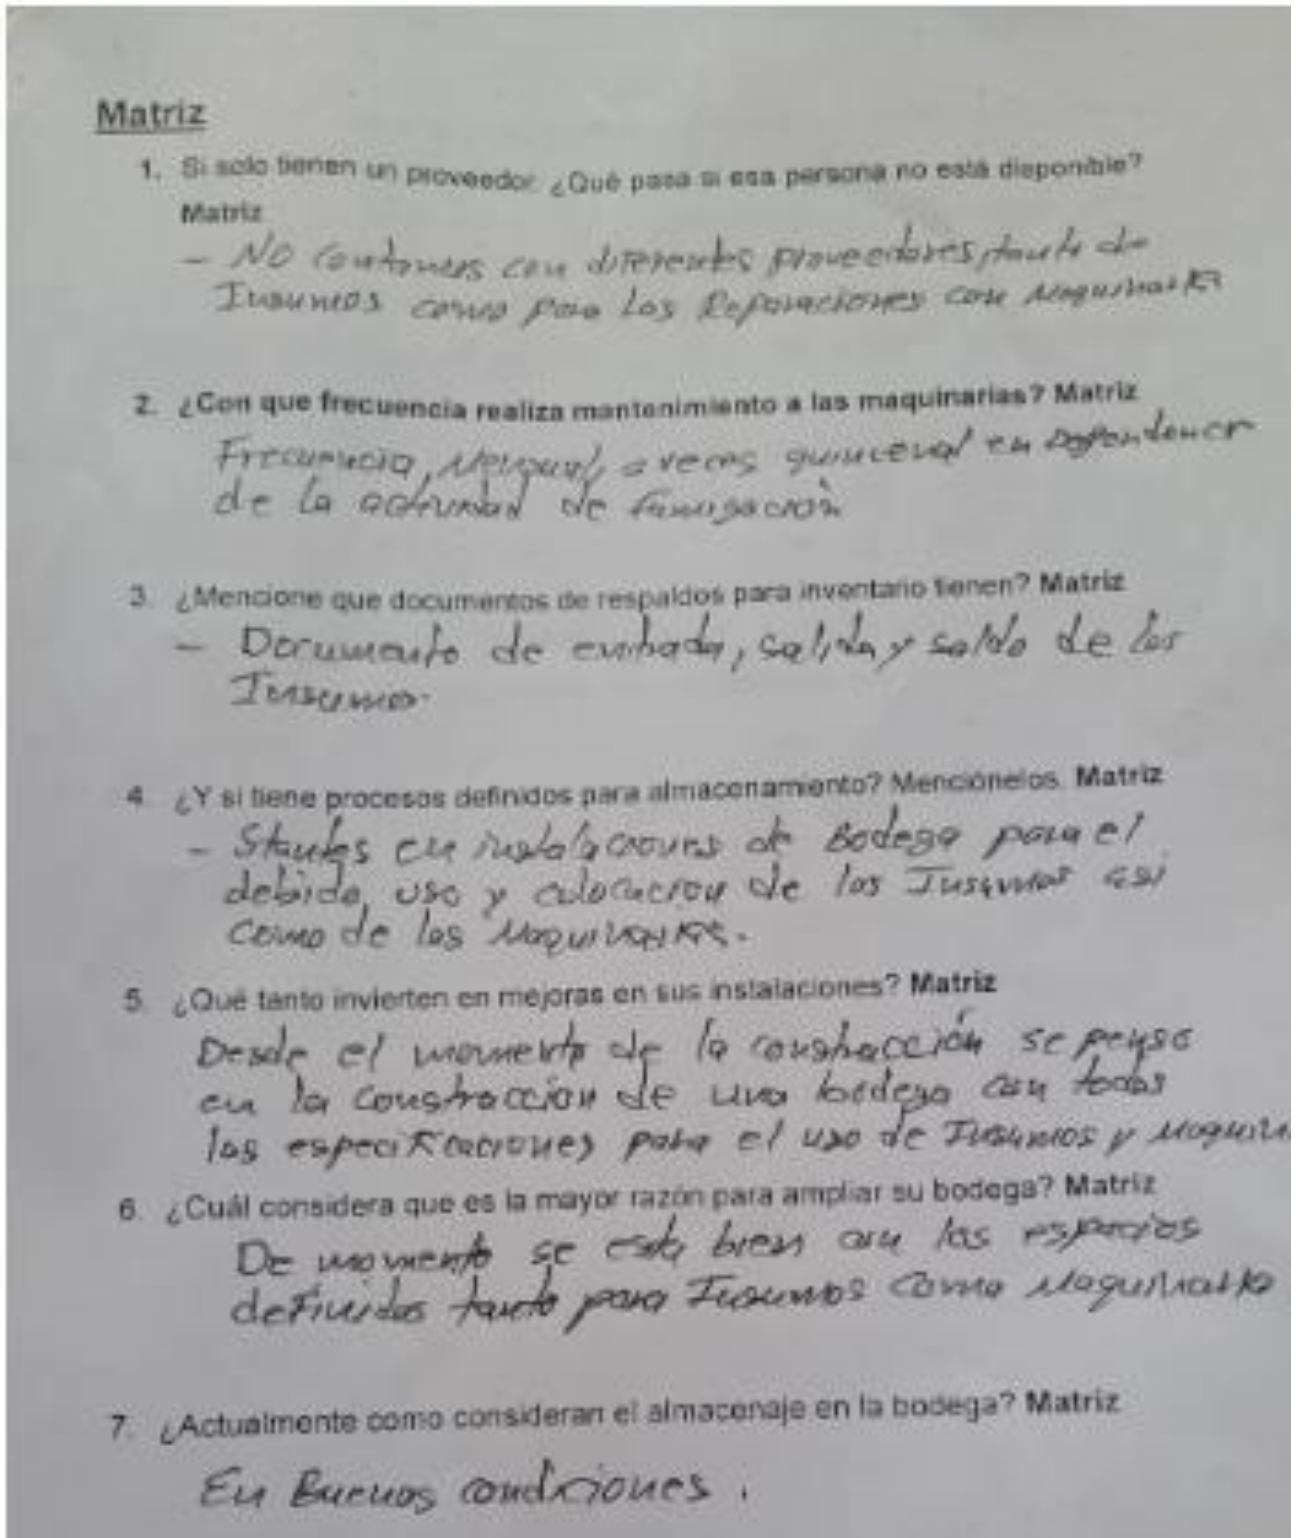 Matriz
1. Si solo tienen un proveedor. ¿Qué pasa si esa persona no está disponible?
Matriz
- No contamos con diferentes proveedores, tanto de
Insumos como para las Reparaciones con Maquinaria
2. ¿Con que frecuencia realiza mantenimiento a las maquinarias? Matriz
Frecuencia, Mensual, a veces quincenal en
de la actividad de fumigación
3. ¿Mencione que documentos de respaldos para inventario tienen? Matriz
- Documento de entrada, salida y saldo de los
Insumos.
4. ¿Y si tiene procesos definidos para almacenamiento? Menciónelos. Matriz
- Stantes en instalaciones de Bodega para el
debido, uso y colocacion de los Insumos asi
como de las Maquinarias.
5. ¿Qué tanto invierten en mejoras en sus instalaciones? Matriz
Desde el momento de la construcción se penso
en la construccion de una bodega con todas
las especificaciones para el uso de Insumos y
6. ¿Cuál considera que es la mayor razón para ampliar su bodega? Matriz
De momento se esta bien con los espacios
definidos tanto para Insumos como Maquinaria
7. ¿Actualmente como consideran el almacenaje en la bodega? Matriz
En Buenas condiciones.